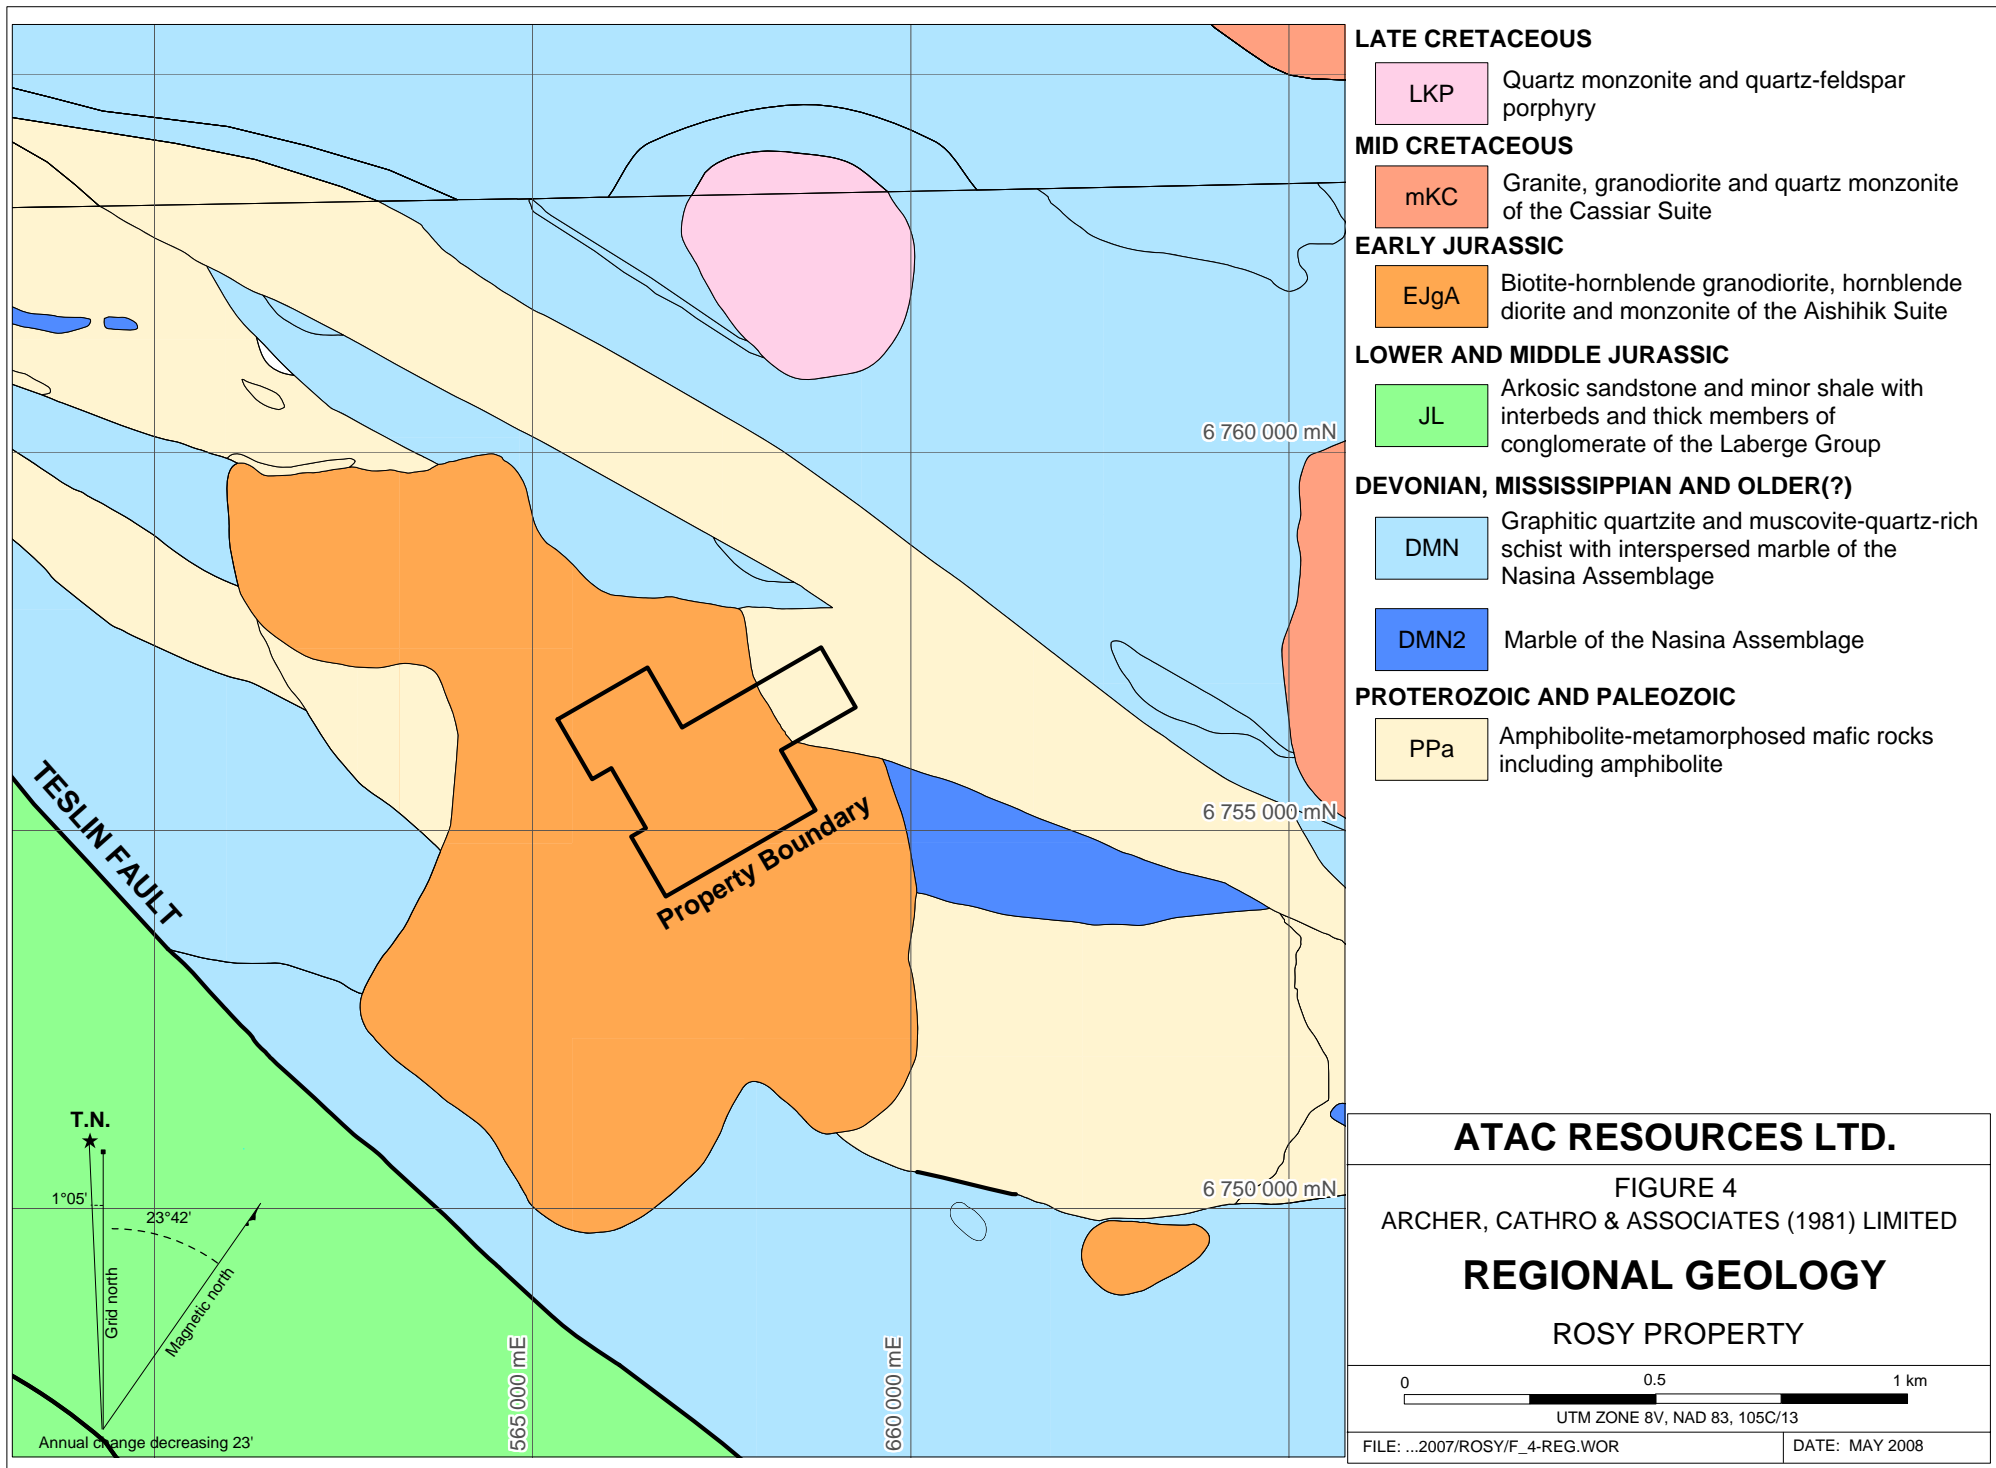 LATE CRETACEOUS
LKP
Quartz monzonite and quartz-feldspar
porphyry
MID CRETACEOUS
mKC
Granite, granodiorite and quartz monzonite
of the Cassiar Suite
EARLY JURASSIC
EJgA
Biotite-hornblende granodiorite, hornblende
diorite and monzonite of the Aishihik Suite
LOWER AND MIDDLE JURASSIC
JL
Arkosic sandstone and minor shale with
interbeds and thick members of
conglomerate of the Laberge Group
DEVONIAN, MISSISSIPPIAN AND OLDER(?)
DMN
Graphitic quartzite and muscovite-quartz-rich
schist with interspersed marble of the
Nasina Assemblage
DMN2
Marble of the Nasina Assemblage
PROTEROZOIC AND PALEOZOIC
PPa
Amphibolite-metamorphosed mafic rocks
including amphibolite
6 760 000 mN
6 755 000 mN
6 750 000 mN
565 000 mE
660 000 mE
TESLIN FAULT
Property Boundary
T.N.
1°05'
23°42'
Grid north
Magnetic north
Annual change decreasing 23'
ATAC RESOURCES LTD.
FIGURE 4
ARCHER, CATHRO & ASSOCIATES (1981) LIMITED
REGIONAL GEOLOGY
ROSY PROPERTY
0 0.5 1 km
UTM ZONE 8V, NAD 83, 105C/13
FILE: ...2007/ROSY/F_4-REG.WOR
DATE: MAY 2008